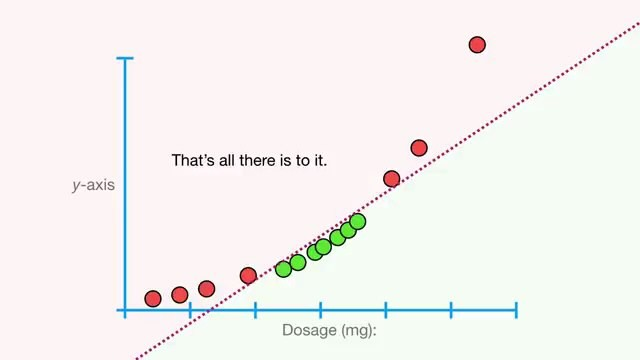 That's all there is to it.
y-axis
Dosage (mg):